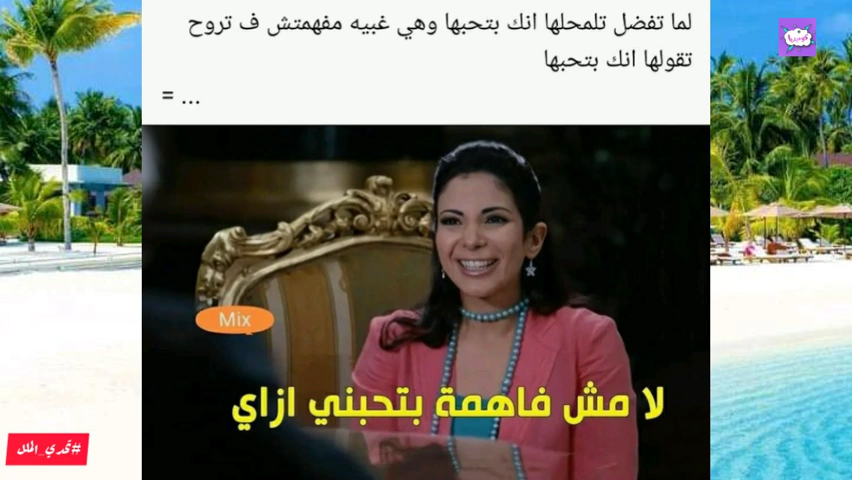 لما تفضل تلمحلها انك بتحبها وهي غبيه مفهمتش ف تروح
تقولها انك بتحبها
... =
Mix
لا مش فاهمة بتحبني ازاي
#تحدي_الملل